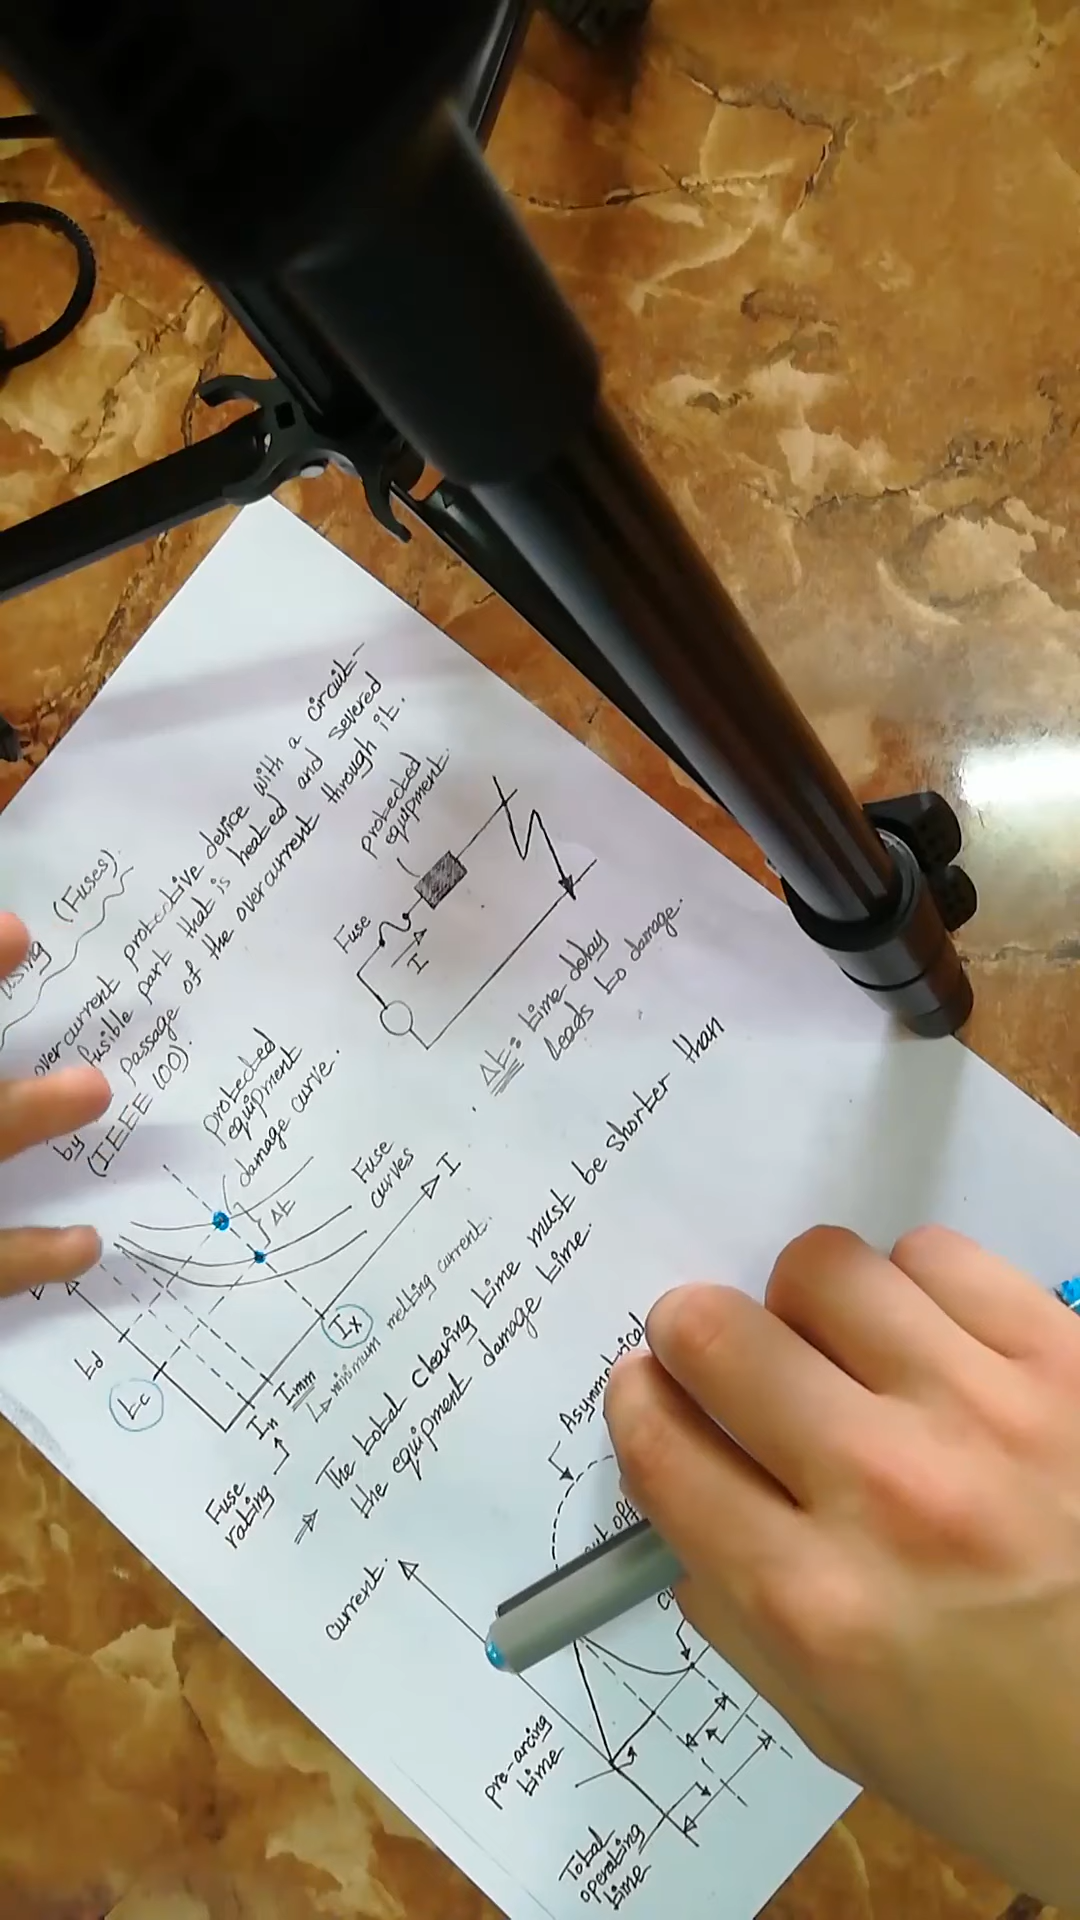 (Fuses).
over current protective device with a circuit-
fusible part that is heated and severed
by passage of the overcurrent through it.
(IEEE 100).
protected
equipment
Fuse
I
protected
equipment
damage curve.
Δt
Fuse
curves
I
Δt: time delay
leads to damage.
td
tc
In
Imm
Ix
minimum melting current.
Fuse
rating
⇒ The total clearing time must be shorter than
the equipment damage time.
current.
Asymmetrical
pre-arcing
time
Total
operating
time